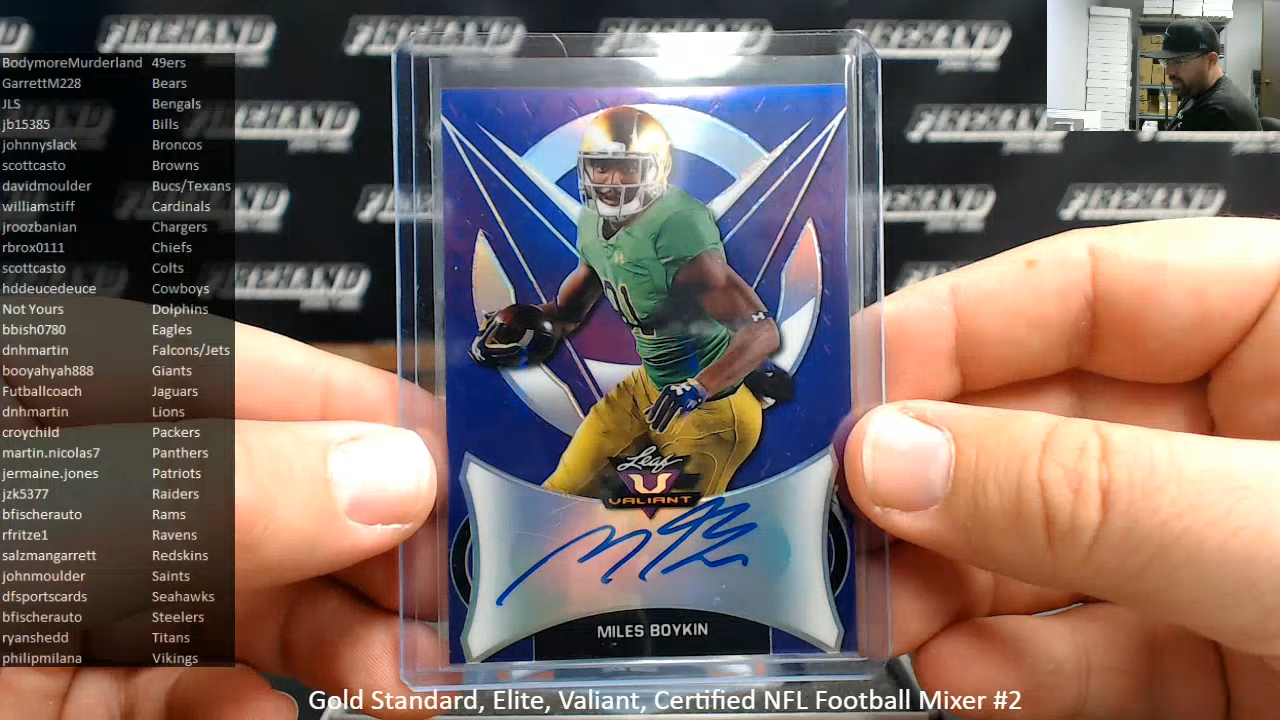 FIREHAND FIREHAND FIREHAND FIREHAND
BodymoreMurderland 49ers
GarrettM228 Bears
JLS Bengals
jb15385 Bills
johnnyslack Broncos
scottcasto Browns
davidmoulder Bucs/Texans
williamstiff Cardinals
jroozbanian Chargers
rbrox0111 Chiefs
scottcasto Colts
hddeucedeuce Cowboys
Not Yours Dolphins
bbish0780 Eagles
dnhmartin Falcons/Jets
booyahyah888 Giants
Futballcoach Jaguars
dnhmartin Lions
croychild Packers
martin.nicolas7 Panthers
jermaine.jones Patriots
jzk5377 Raiders
bfischerauto Rams
rfritze1 Ravens
salzmangarrett Redskins
johnmoulder Saints
dfsportscards Seahawks
bfischerauto Steelers
ryanshedd Titans
philipmilana Vikings
Leaf
VALIANT
MILES BOYKIN
Gold Standard, Elite, Valiant, Certified NFL Football Mixer #2